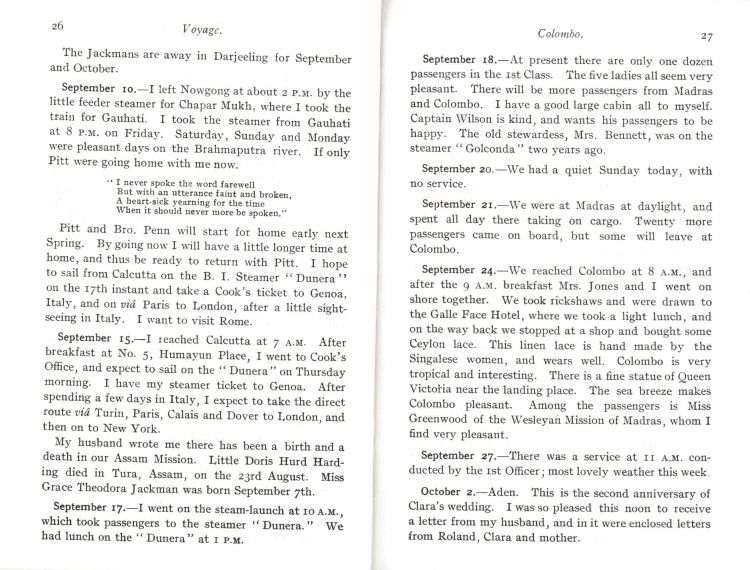 26
Voyage.
The Jackmans are away in Darjeeling for September
and October.
September 10.—I left Nowgong at about 2 P.M. by the
little feeder steamer for Chapar Mukh, where I took the
train for Gauhati. I took the steamer from Gauhati
at 8 P.M. on Friday. Saturday, Sunday and Monday
were pleasant days on the Brahmaputra river. If only
Pitt were going home with me now.
“ I never spoke the word farewell
But with an utterance faint and broken,
A heart-sick yearning for the time
When it should never more be spoken.”
Pitt and Bro. Penn will start for home early next
Spring. By going now I will have a little longer time at
home, and thus be ready to return with Pitt. I hope
to sail from Calcutta on the B. I. Steamer “ Dunera ”
on the 17th instant and take a Cook’s ticket to Genoa,
Italy, and on viâ Paris to London, after a little sight-
seeing in Italy. I want to visit Rome.
September 15.—I reached Calcutta at 7 A.M. After
breakfast at No. 5, Humayun Place, I went to Cook’s
Office, and expect to sail on the “ Dunera ” on Thursday
morning. I have my steamer ticket to Genoa. After
spending a few days in Italy, I expect to take the direct
route viâ Turin, Paris, Calais and Dover to London, and
then on to New York.
My husband wrote me there has been a birth and a
death in our Assam Mission. Little Doris Hurd Hard-
ing died in Tura, Assam, on the 23rd August. Miss
Grace Theodora Jackman was born September 7th.
September 17.—I went on the steam-launch at 10 A.M.,
which took passengers to the steamer “ Dunera.” We
had lunch on the “ Dunera ” at 1 P.M.
Colombo.
27
September 18.—At present there are only one dozen
passengers in the 1st Class. The five ladies all seem very
pleasant. There will be more passengers from Madras
and Colombo. I have a good large cabin all to myself.
Captain Wilson is kind, and wants his passengers to be
happy. The old stewardess, Mrs. Bennett, was on the
steamer “ Golconda ” two years ago.
September 20.—We had a quiet Sunday today, with
no service.
September 21.—We were at Madras at daylight, and
spent all day there taking on cargo. Twenty more
passengers came on board, but some will leave at
Colombo.
September 24.—We reached Colombo at 8 A.M., and
after the 9 A.M. breakfast Mrs. Jones and I went on
shore together. We took rickshaws and were drawn to
the Galle Face Hotel, where we took a light lunch, and
on the way back we stopped at a shop and bought some
Ceylon lace. This linen lace is hand made by the
Singalese women, and wears well. Colombo is very
tropical and interesting. There is a fine statue of Queen
Victoria near the landing place. The sea breeze makes
Colombo pleasant. Among the passengers is Miss
Greenwood of the Wesleyan Mission of Madras, whom I
find very pleasant.
September 27.—There was a service at 11 A.M. con-
ducted by the 1st Officer; most lovely weather this week.
October 2.—Aden. This is the second anniversary of
Clara’s wedding. I was so pleased this noon to receive
a letter from my husband, and in it were enclosed letters
from Roland, Clara and mother.